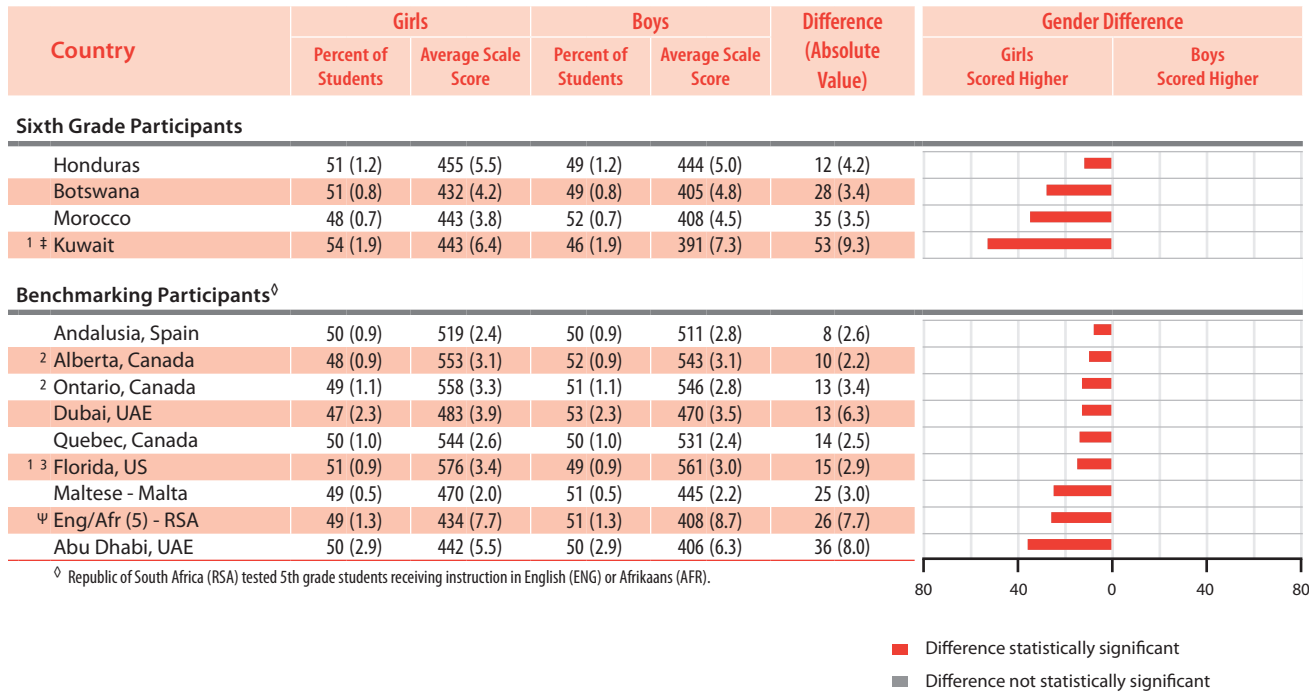 Country Girls Boys Difference (Absolute Value) Gender Difference
Percent of Students Average Scale Score Percent of Students Average Scale Score Girls Scored Higher Boys Scored Higher
Sixth Grade Participants
Honduras 51 (1.2) 455 (5.5) 49 (1.2) 444 (5.0) 12 (4.2)
Botswana 51 (0.8) 432 (4.2) 49 (0.8) 405 (4.8) 28 (3.4)
Morocco 48 (0.7) 443 (3.8) 52 (0.7) 408 (4.5) 35 (3.5)
1 ‡ Kuwait 54 (1.9) 443 (6.4) 46 (1.9) 391 (7.3) 53 (9.3)
Benchmarking Participants◊
Andalusia, Spain 50 (0.9) 519 (2.4) 50 (0.9) 511 (2.8) 8 (2.6)
2 Alberta, Canada 48 (0.9) 553 (3.1) 52 (0.9) 543 (3.1) 10 (2.2)
2 Ontario, Canada 49 (1.1) 558 (3.3) 51 (1.1) 546 (2.8) 13 (3.4)
Dubai, UAE 47 (2.3) 483 (3.9) 53 (2.3) 470 (3.5) 13 (6.3)
Quebec, Canada 50 (1.0) 544 (2.6) 50 (1.0) 531 (2.4) 14 (2.5)
1 3 Florida, US 51 (0.9) 576 (3.4) 49 (0.9) 561 (3.0) 15 (2.9)
Maltese - Malta 49 (0.5) 470 (2.0) 51 (0.5) 445 (2.2) 25 (3.0)
Ψ Eng/Afr (5) - RSA 49 (1.3) 434 (7.7) 51 (1.3) 408 (8.7) 26 (7.7)
Abu Dhabi, UAE 50 (2.9) 442 (5.5) 50 (2.9) 406 (6.3) 36 (8.0)
◊ Republic of South Africa (RSA) tested 5th grade students receiving instruction in English (ENG) or Afrikaans (AFR).
80 40 0 40 80
Difference statistically significant
Difference not statistically significant